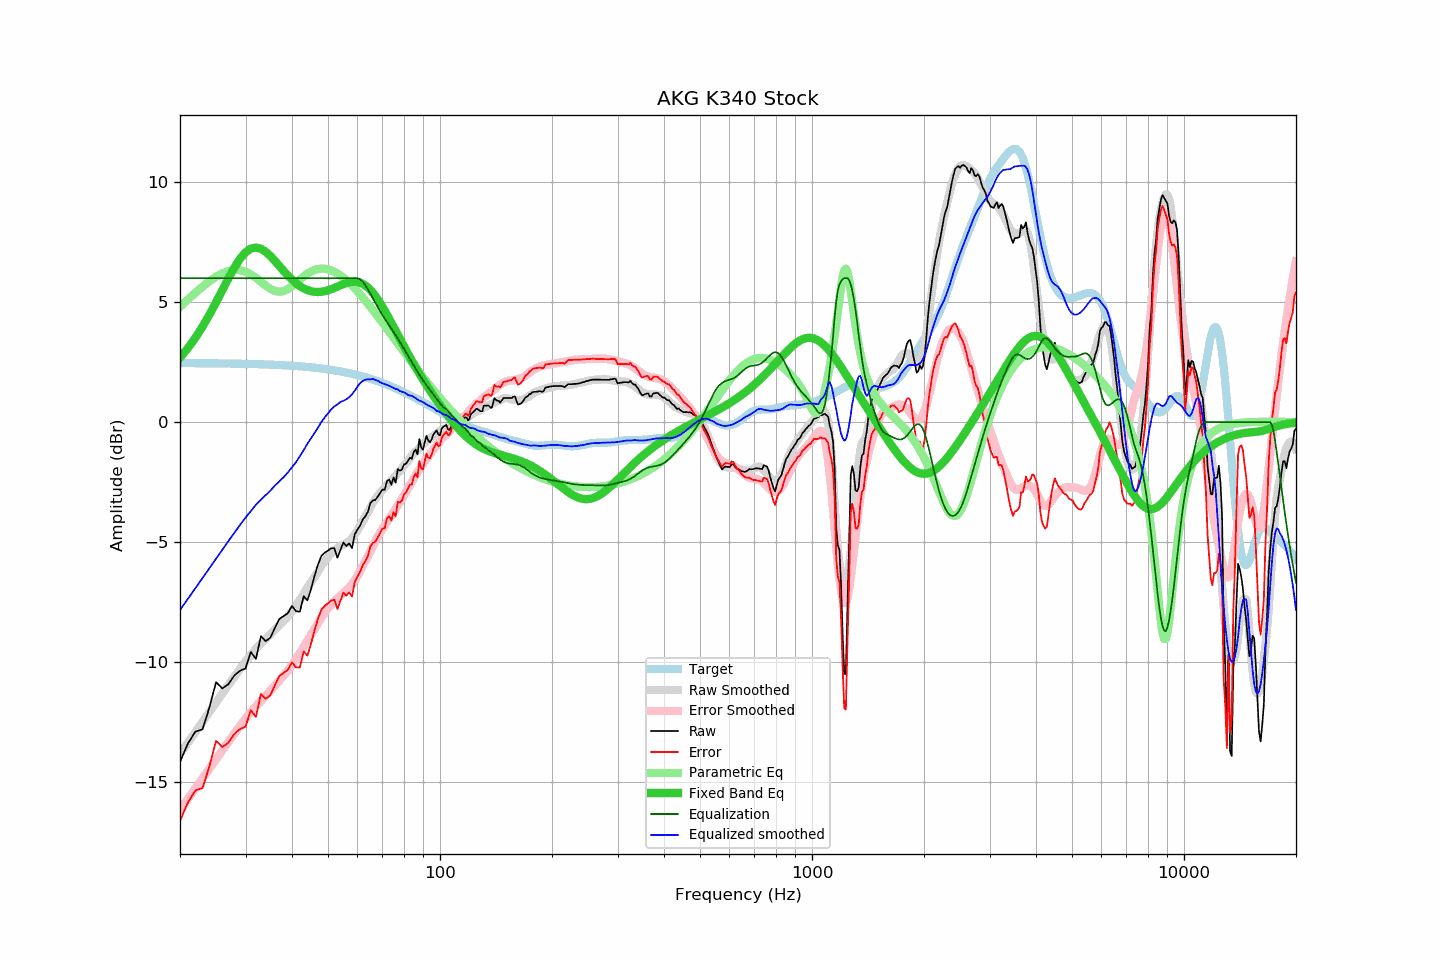 AKG K340 Stock
10
5
0
−5
−10
−15
Amplitude (dBr)
Target
Raw Smoothed
Error Smoothed
Raw
Error
Parametric Eq
Fixed Band Eq
Equalization
Equalized smoothed
100
1000
10000
Frequency (Hz)